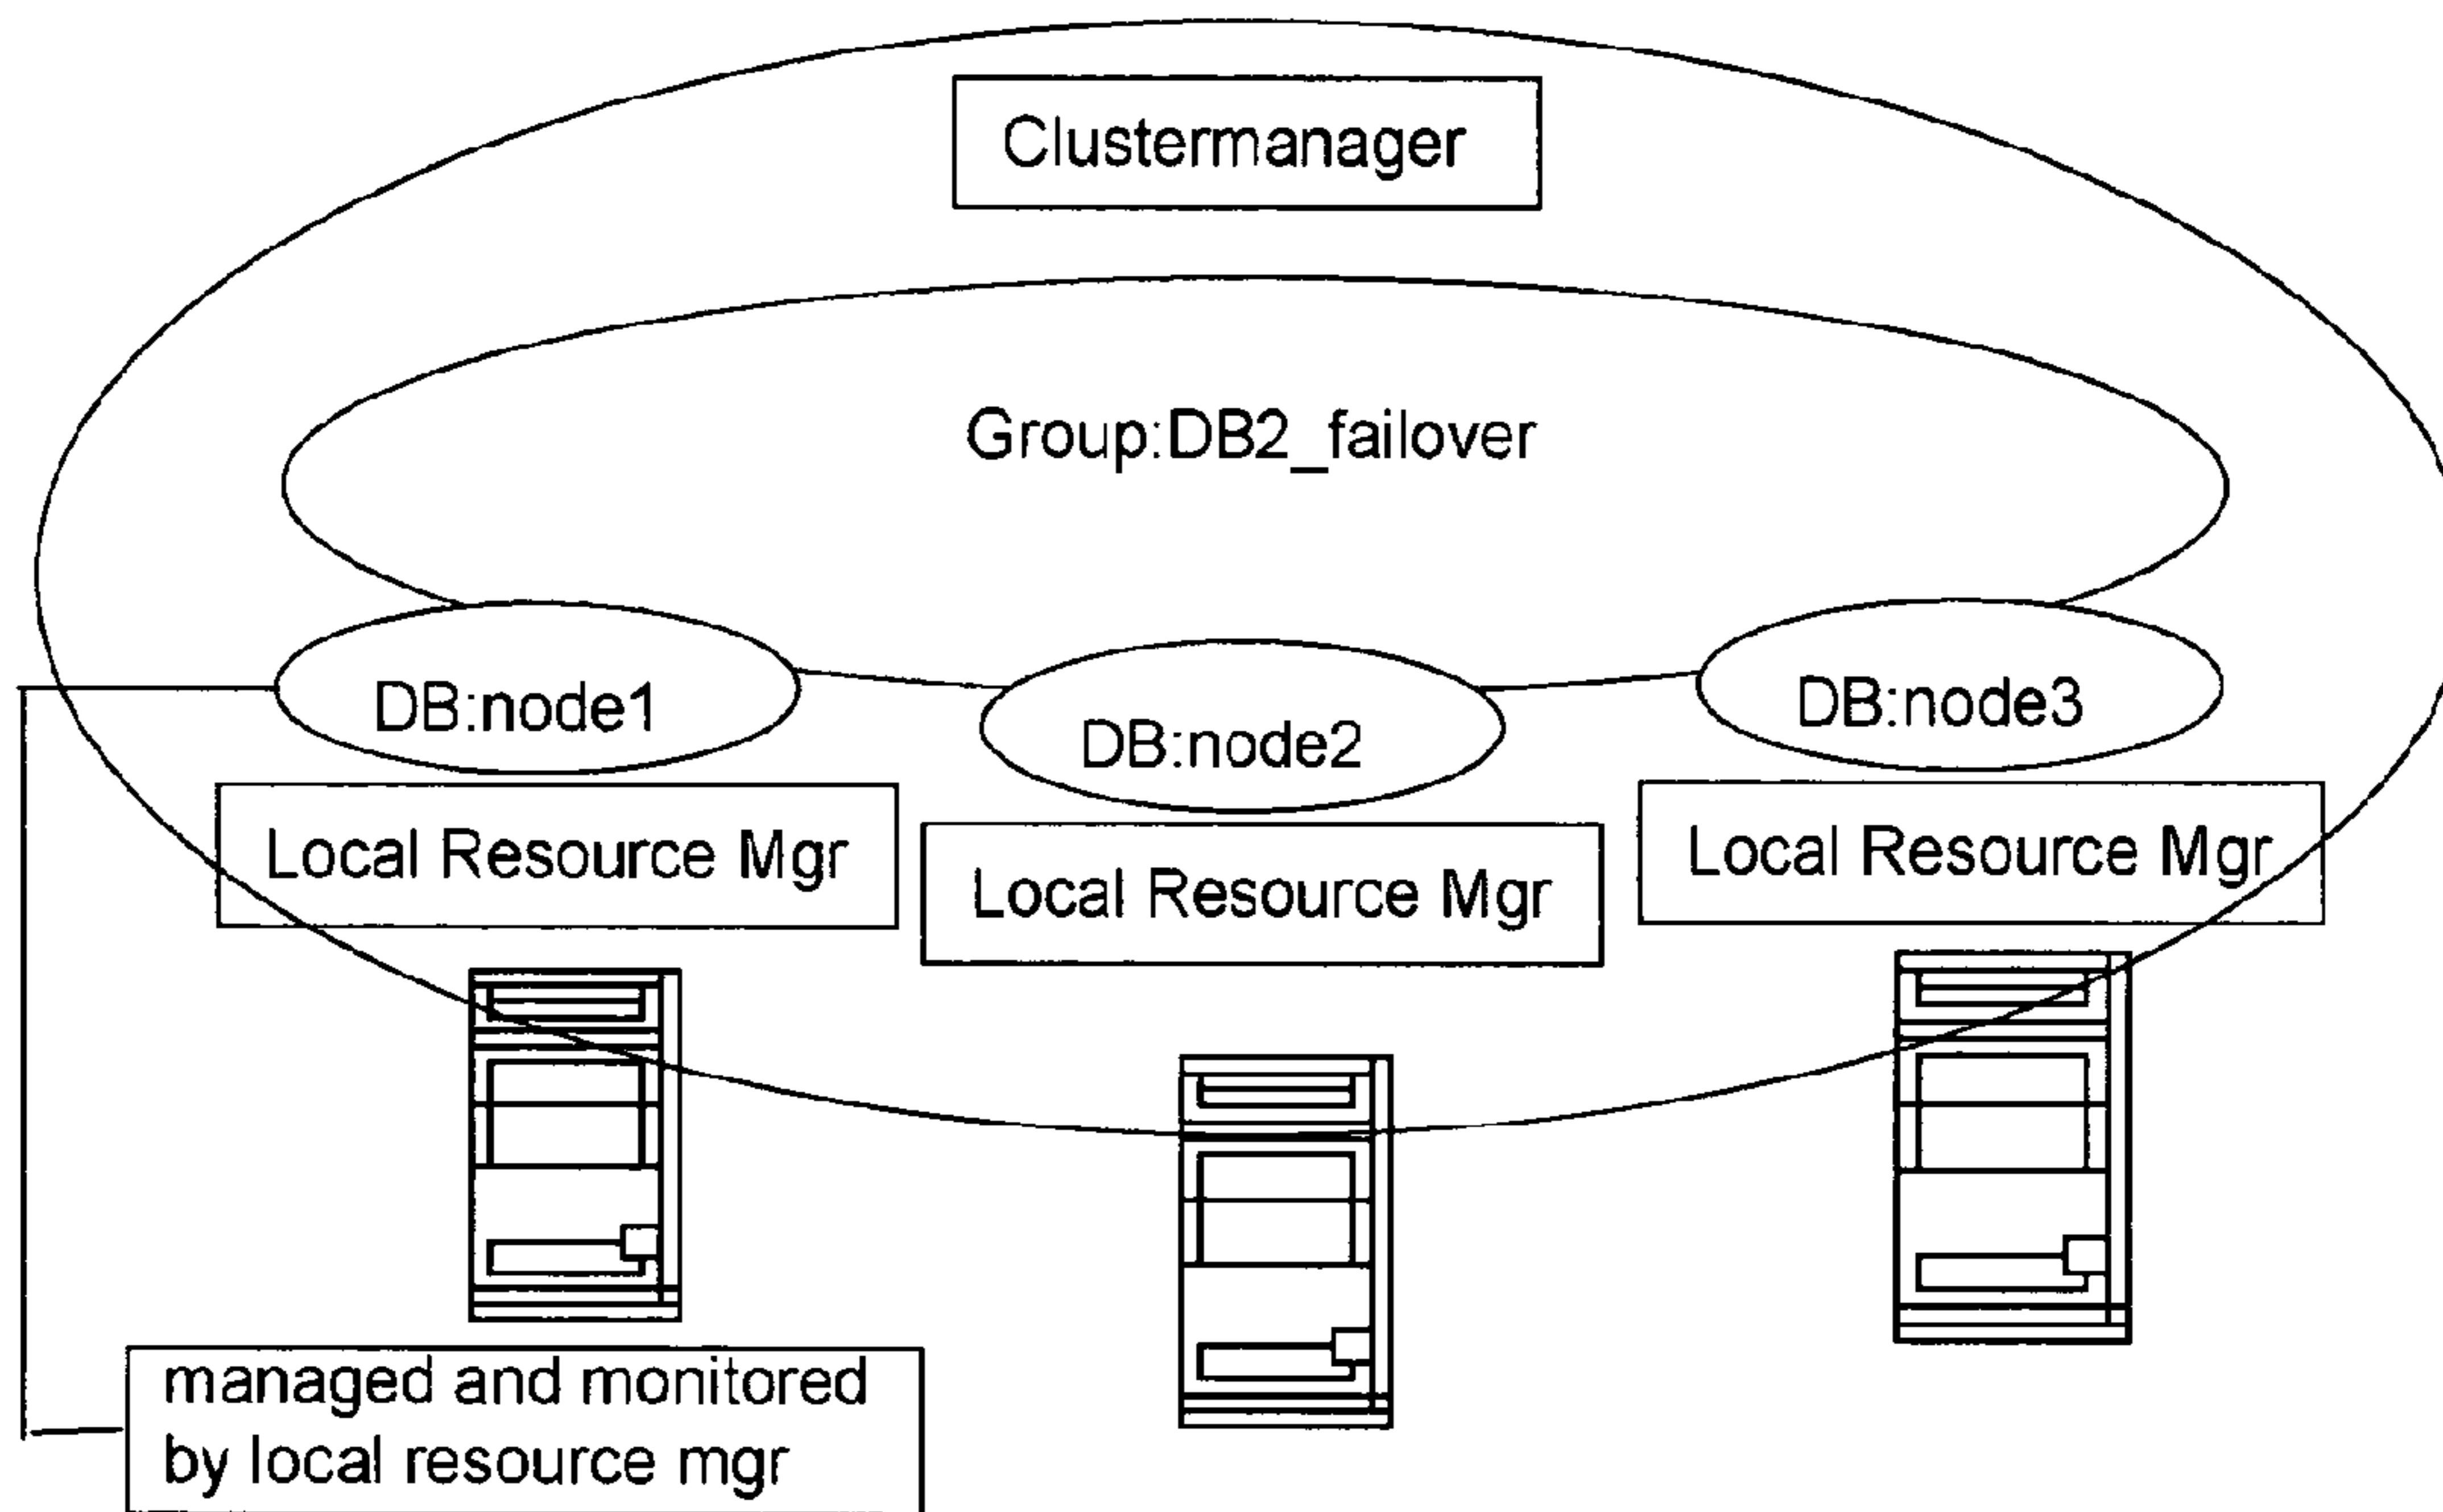 Clustermanager
Group:DB2_failover
DB:node1
DB:node2
DB:node3
Local Resource Mgr
Local Resource Mgr
Local Resource Mgr
managed and monitored
by local resource mgr